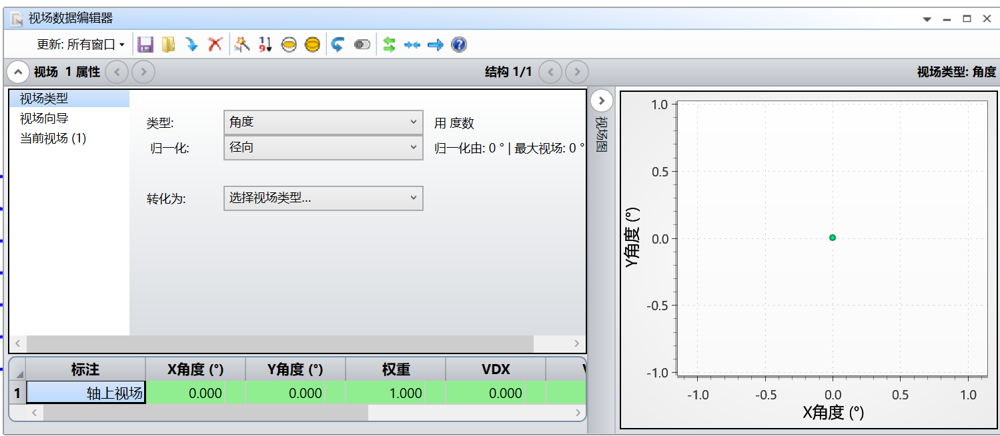 视场数据编辑器
更新: 所有窗口
视场 1 属性
结构 1/1
视场类型: 角度
视场类型
视场向导
当前视场 (1)
类型:
角度
用 度数
归一化:
径向
归一化由: 0 ° | 最大视场: 0 °
转化为:
选择视场类型...
标注 X角度 (°) Y角度 (°) 权重 VDX
1 轴上视场 0.000 0.000 1.000 0.000
视场图
1.0
0.5
0.0
-0.5
-1.0
Y角度 (°)
-1.0 -0.5 0.0 0.5 1.0
X角度 (°)